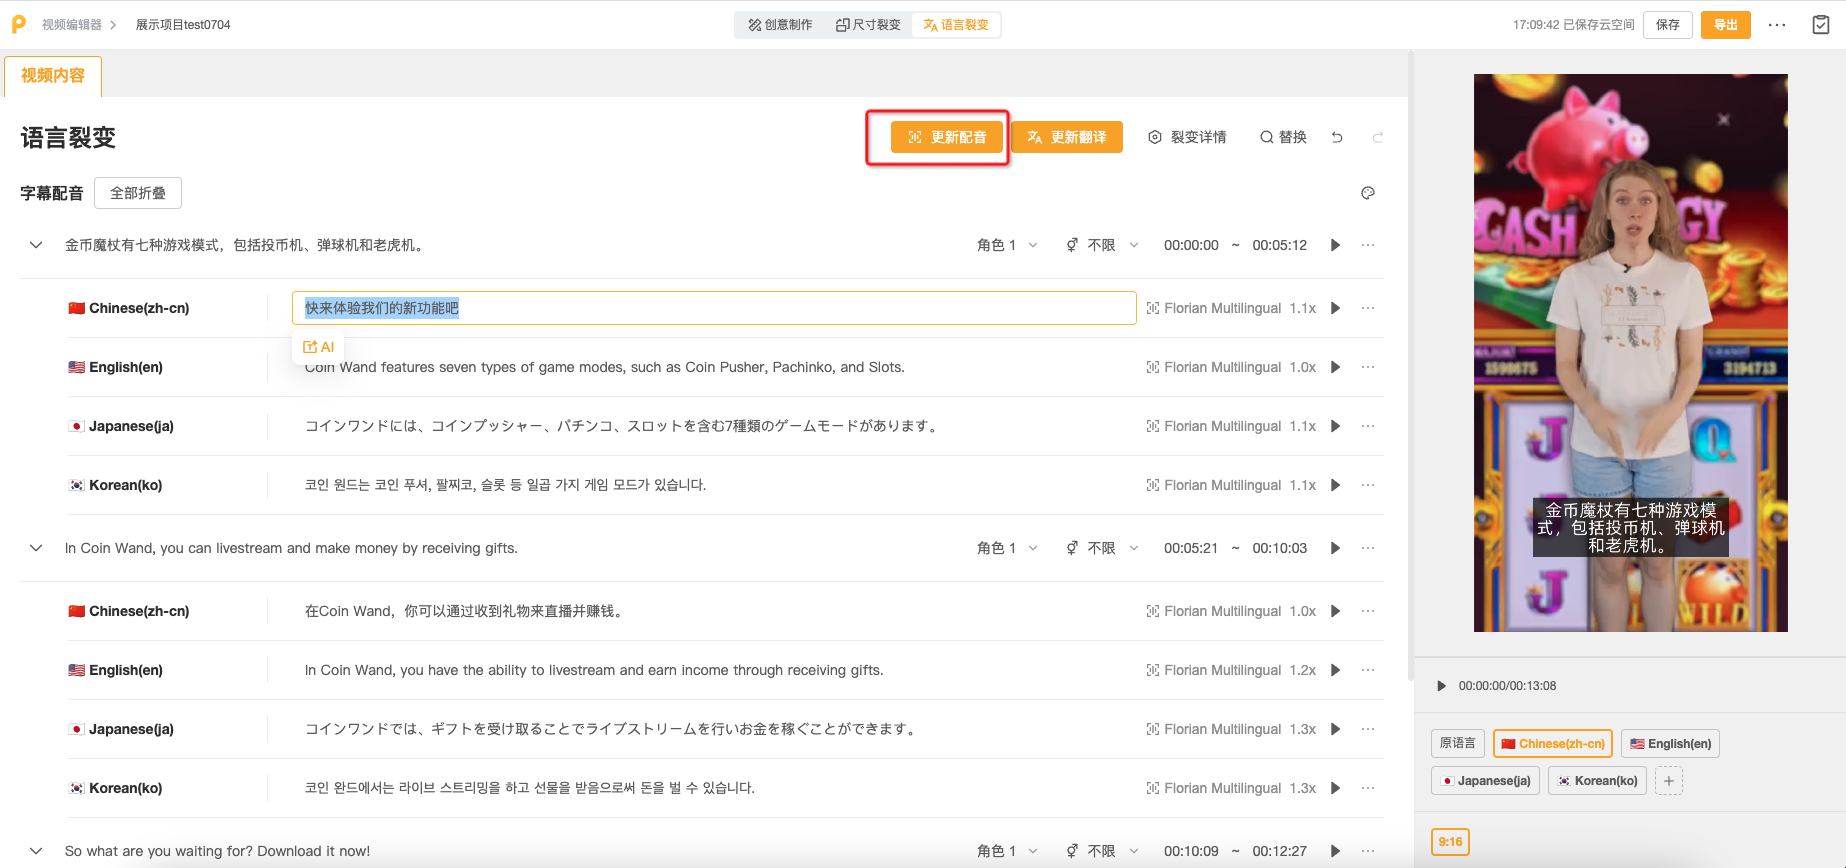 视频编辑器
展示项目test0704
创意制作
尺寸裂变
语言裂变
17:09:42 已保存云空间
保存
导出
视频内容
语言裂变
更新配音
更新翻译
裂变详情
替换
字幕配音
全部折叠
金币魔杖有七种游戏模式，包括投币机、弹球机和老虎机。
角色 1
不限
00:00:00 ~ 00:05:12
Chinese(zh-cn)
快来体验我们的新功能吧
Florian Multilingual 1.1x
AI
English(en)
Coin Wand features seven types of game modes, such as Coin Pusher, Pachinko, and Slots.
Florian Multilingual 1.0x
Japanese(ja)
コインワンドには、コインプッシャー、パチンコ、スロットを含む7種類のゲームモードがあります。
Florian Multilingual 1.1x
Korean(ko)
코인 원드는 코인 푸셔, 팔찌코, 슬롯 등 일곱 가지 게임 모드가 있습니다.
Florian Multilingual 1.1x
In Coin Wand, you can livestream and make money by receiving gifts.
角色 1
不限
00:05:21 ~ 00:10:03
Chinese(zh-cn)
在Coin Wand，你可以通过收到礼物来直播并赚钱。
Florian Multilingual 1.0x
English(en)
In Coin Wand, you have the ability to livestream and earn income through receiving gifts.
Florian Multilingual 1.2x
Japanese(ja)
コインワンドでは、ギフトを受け取ることでライブストリームを行いお金を稼ぐことができます。
Florian Multilingual 1.3x
Korean(ko)
코인 완드에서는 라이브 스트리밍을 하고 선물을 받음으로써 돈을 벌 수 있습니다.
Florian Multilingual 1.3x
So what are you waiting for? Download it now!
角色 1
不限
00:10:09 ~ 00:12:27
CASH
GY
1598675
3194713
J
Q
J
WILD
金币魔杖有七种游戏模
式，包括投币机、弹球机
和老虎机。
00:00:00/00:13:08
原语言
Chinese(zh-cn)
English(en)
Japanese(ja)
Korean(ko)
9:16